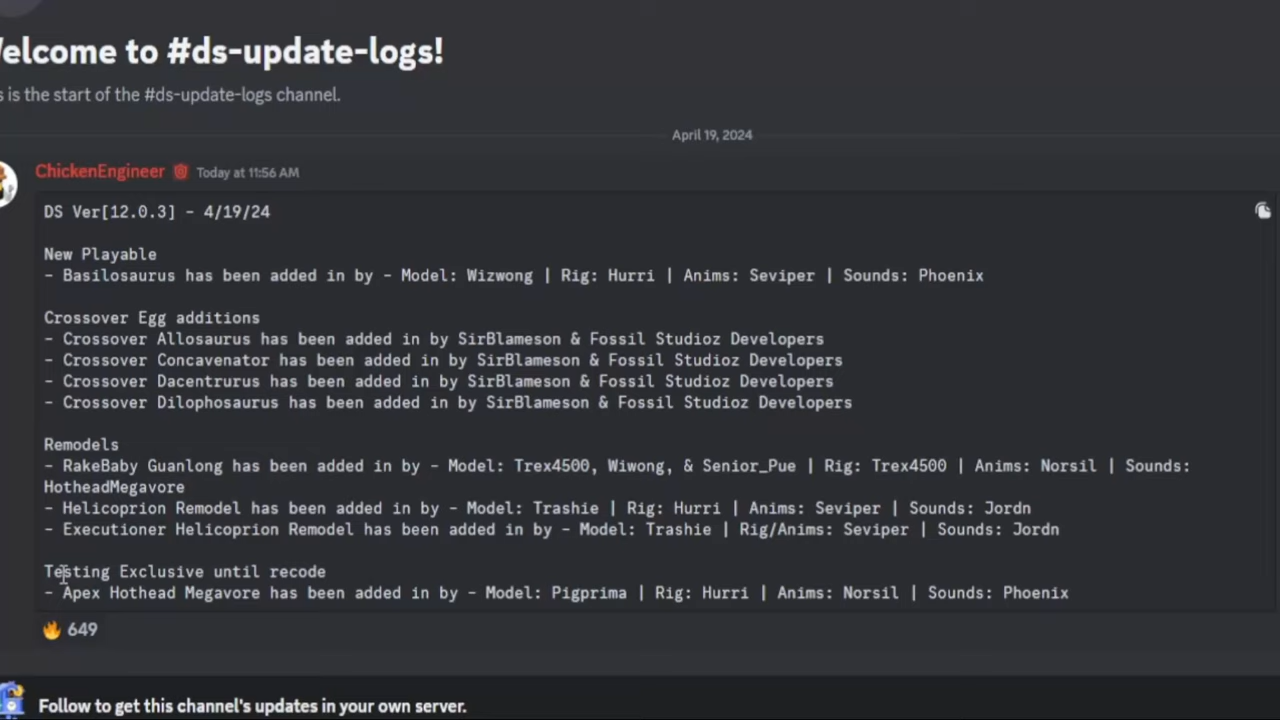 elcome to #ds-update-logs!
s is the start of the #ds-update-logs channel.
April 19, 2024
ChickenEngineer Today at 11:56 AM
DS Ver[12.0.3] - 4/19/24
New Playable
- Basilosaurus has been added in by - Model: Wizwong | Rig: Hurri | Anims: Seviper | Sounds: Phoenix
Crossover Egg additions
- Crossover Allosaurus has been added in by SirBlameson & Fossil Studioz Developers
- Crossover Concavenator has been added in by SirBlameson & Fossil Studioz Developers
- Crossover Dacentrurus has been added in by SirBlameson & Fossil Studioz Developers
- Crossover Dilophosaurus has been added in by SirBlameson & Fossil Studioz Developers
Remodels
- RakeBaby Guanlong has been added in by - Model: Trex4500, Wiwong, & Senior_Pue | Rig: Trex4500 | Anims: Norsil | Sounds:
HotheadMegavore
- Helicoprion Remodel has been added in by - Model: Trashie | Rig: Hurri | Anims: Seviper | Sounds: Jordn
- Executioner Helicoprion Remodel has been added in by - Model: Trashie | Rig/Anims: Seviper | Sounds: Jordn
Testing Exclusive until recode
- Apex Hothead Megavore has been added in by - Model: Pigprima | Rig: Hurri | Anims: Norsil | Sounds: Phoenix
🔥 649
Follow to get this channel's updates in your own server.